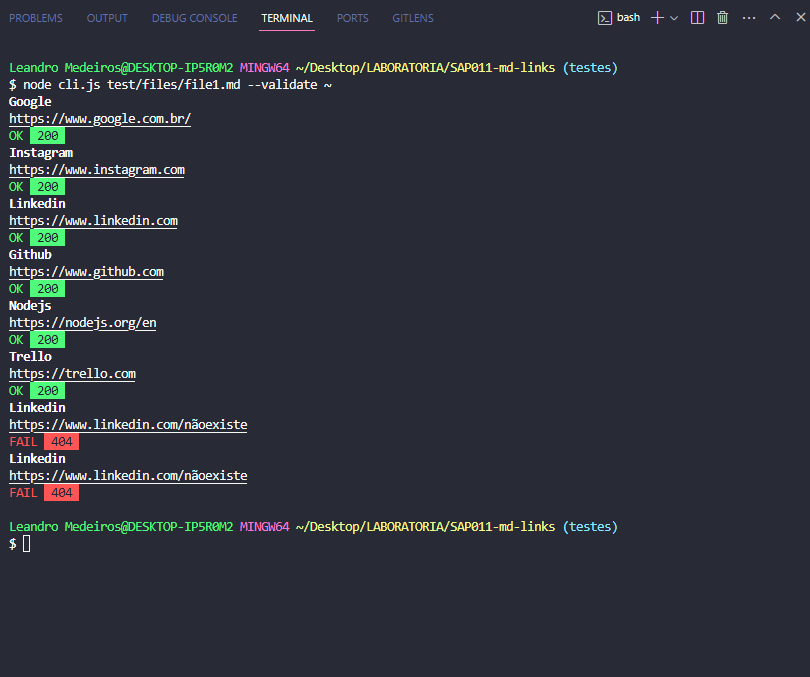 PROBLEMS OUTPUT DEBUG CONSOLE TERMINAL PORTS GITLENS bash
Leandro Medeiros@DESKTOP-IP5R0M2 MINGW64 ~/Desktop/LABORATORIA/SAP011-md-links (testes)
$ node cli.js test/files/file1.md --validate ~
Google
https://www.google.com.br/
OK 200
Instagram
https://www.instagram.com
OK 200
Linkedin
https://www.linkedin.com
OK 200
Github
https://www.github.com
OK 200
Nodejs
https://nodejs.org/en
OK 200
Trello
https://trello.com
OK 200
Linkedin
https://www.linkedin.com/nãoexiste
FAIL 404
Linkedin
https://www.linkedin.com/nãoexiste
FAIL 404
Leandro Medeiros@DESKTOP-IP5R0M2 MINGW64 ~/Desktop/LABORATORIA/SAP011-md-links (testes)
$